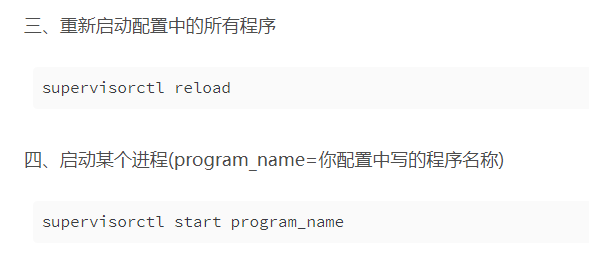 三、重新启动配置中的所有程序
supervisorctl reload
四、启动某个进程(program_name=你配置中写的程序名称)
supervisorctl start program_name